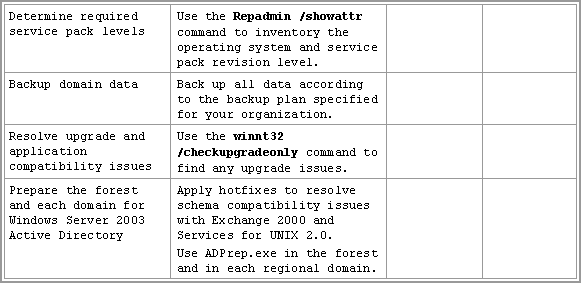 Determine required
service pack levels
Use the Repadmin /showattr
command to inventory the
operating system and service
pack revision level.
Backup domain data
Back up all data according
to the backup plan specified
for your organization.
Resolve upgrade and
application
compatibility issues
Use the winnt32
/checkupgradeonly command to
find any upgrade issues.
Prepare the forest
and each domain for
Windows Server 2003
Active Directory
Apply hotfixes to resolve
schema compatibility issues
with Exchange 2000 and
Services for UNIX 2.0.
Use ADPrep.exe in the forest
and in each regional domain.